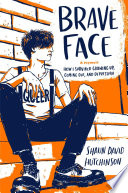 BRAVE
FACE
a memoir
HOW I SURVIVED GROWING UP,
COMING OUT, AND DEPRESSION
QUEER
SHAUN DAVID
HUTCHINSON